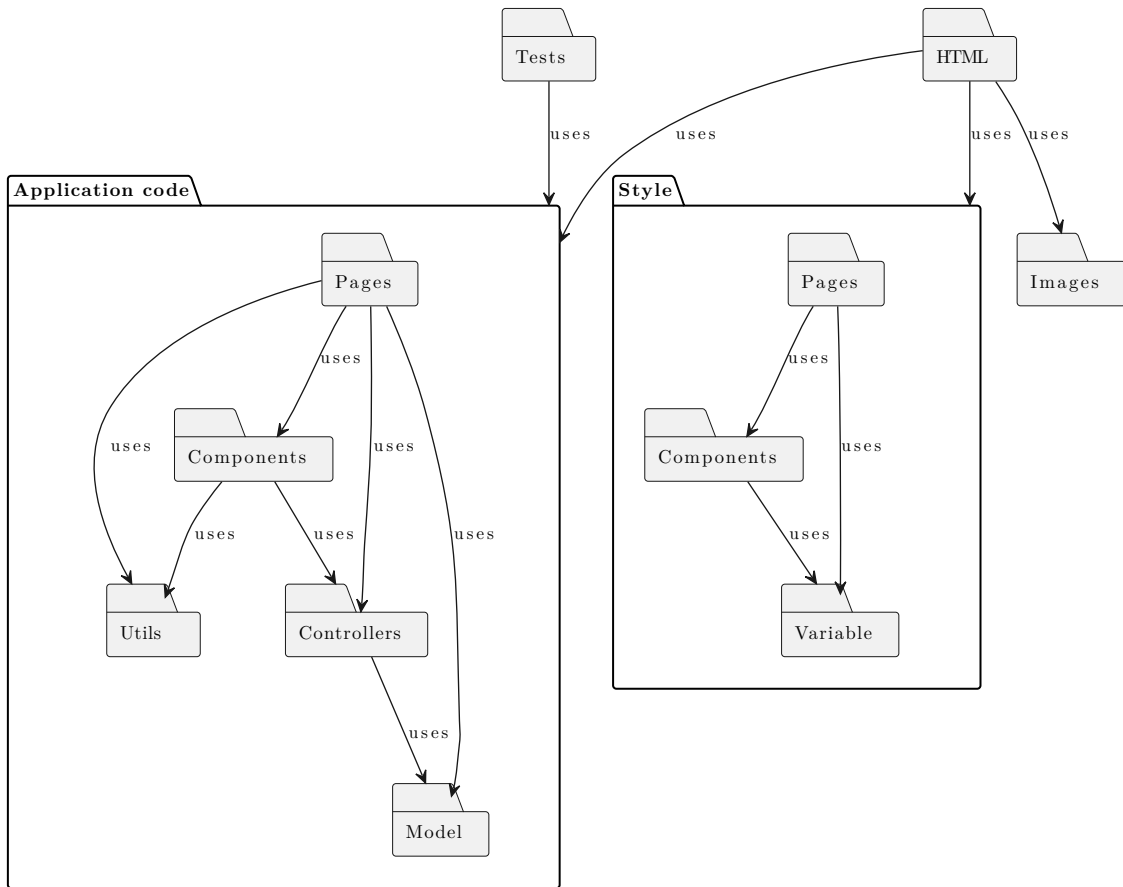 Tests
HTML
uses
uses
uses
uses
Application code
Style
Pages
Pages
Images
uses
uses
uses
uses
uses
Components
Components
uses
uses
uses
uses
Utils
Controllers
Variable
uses
Model